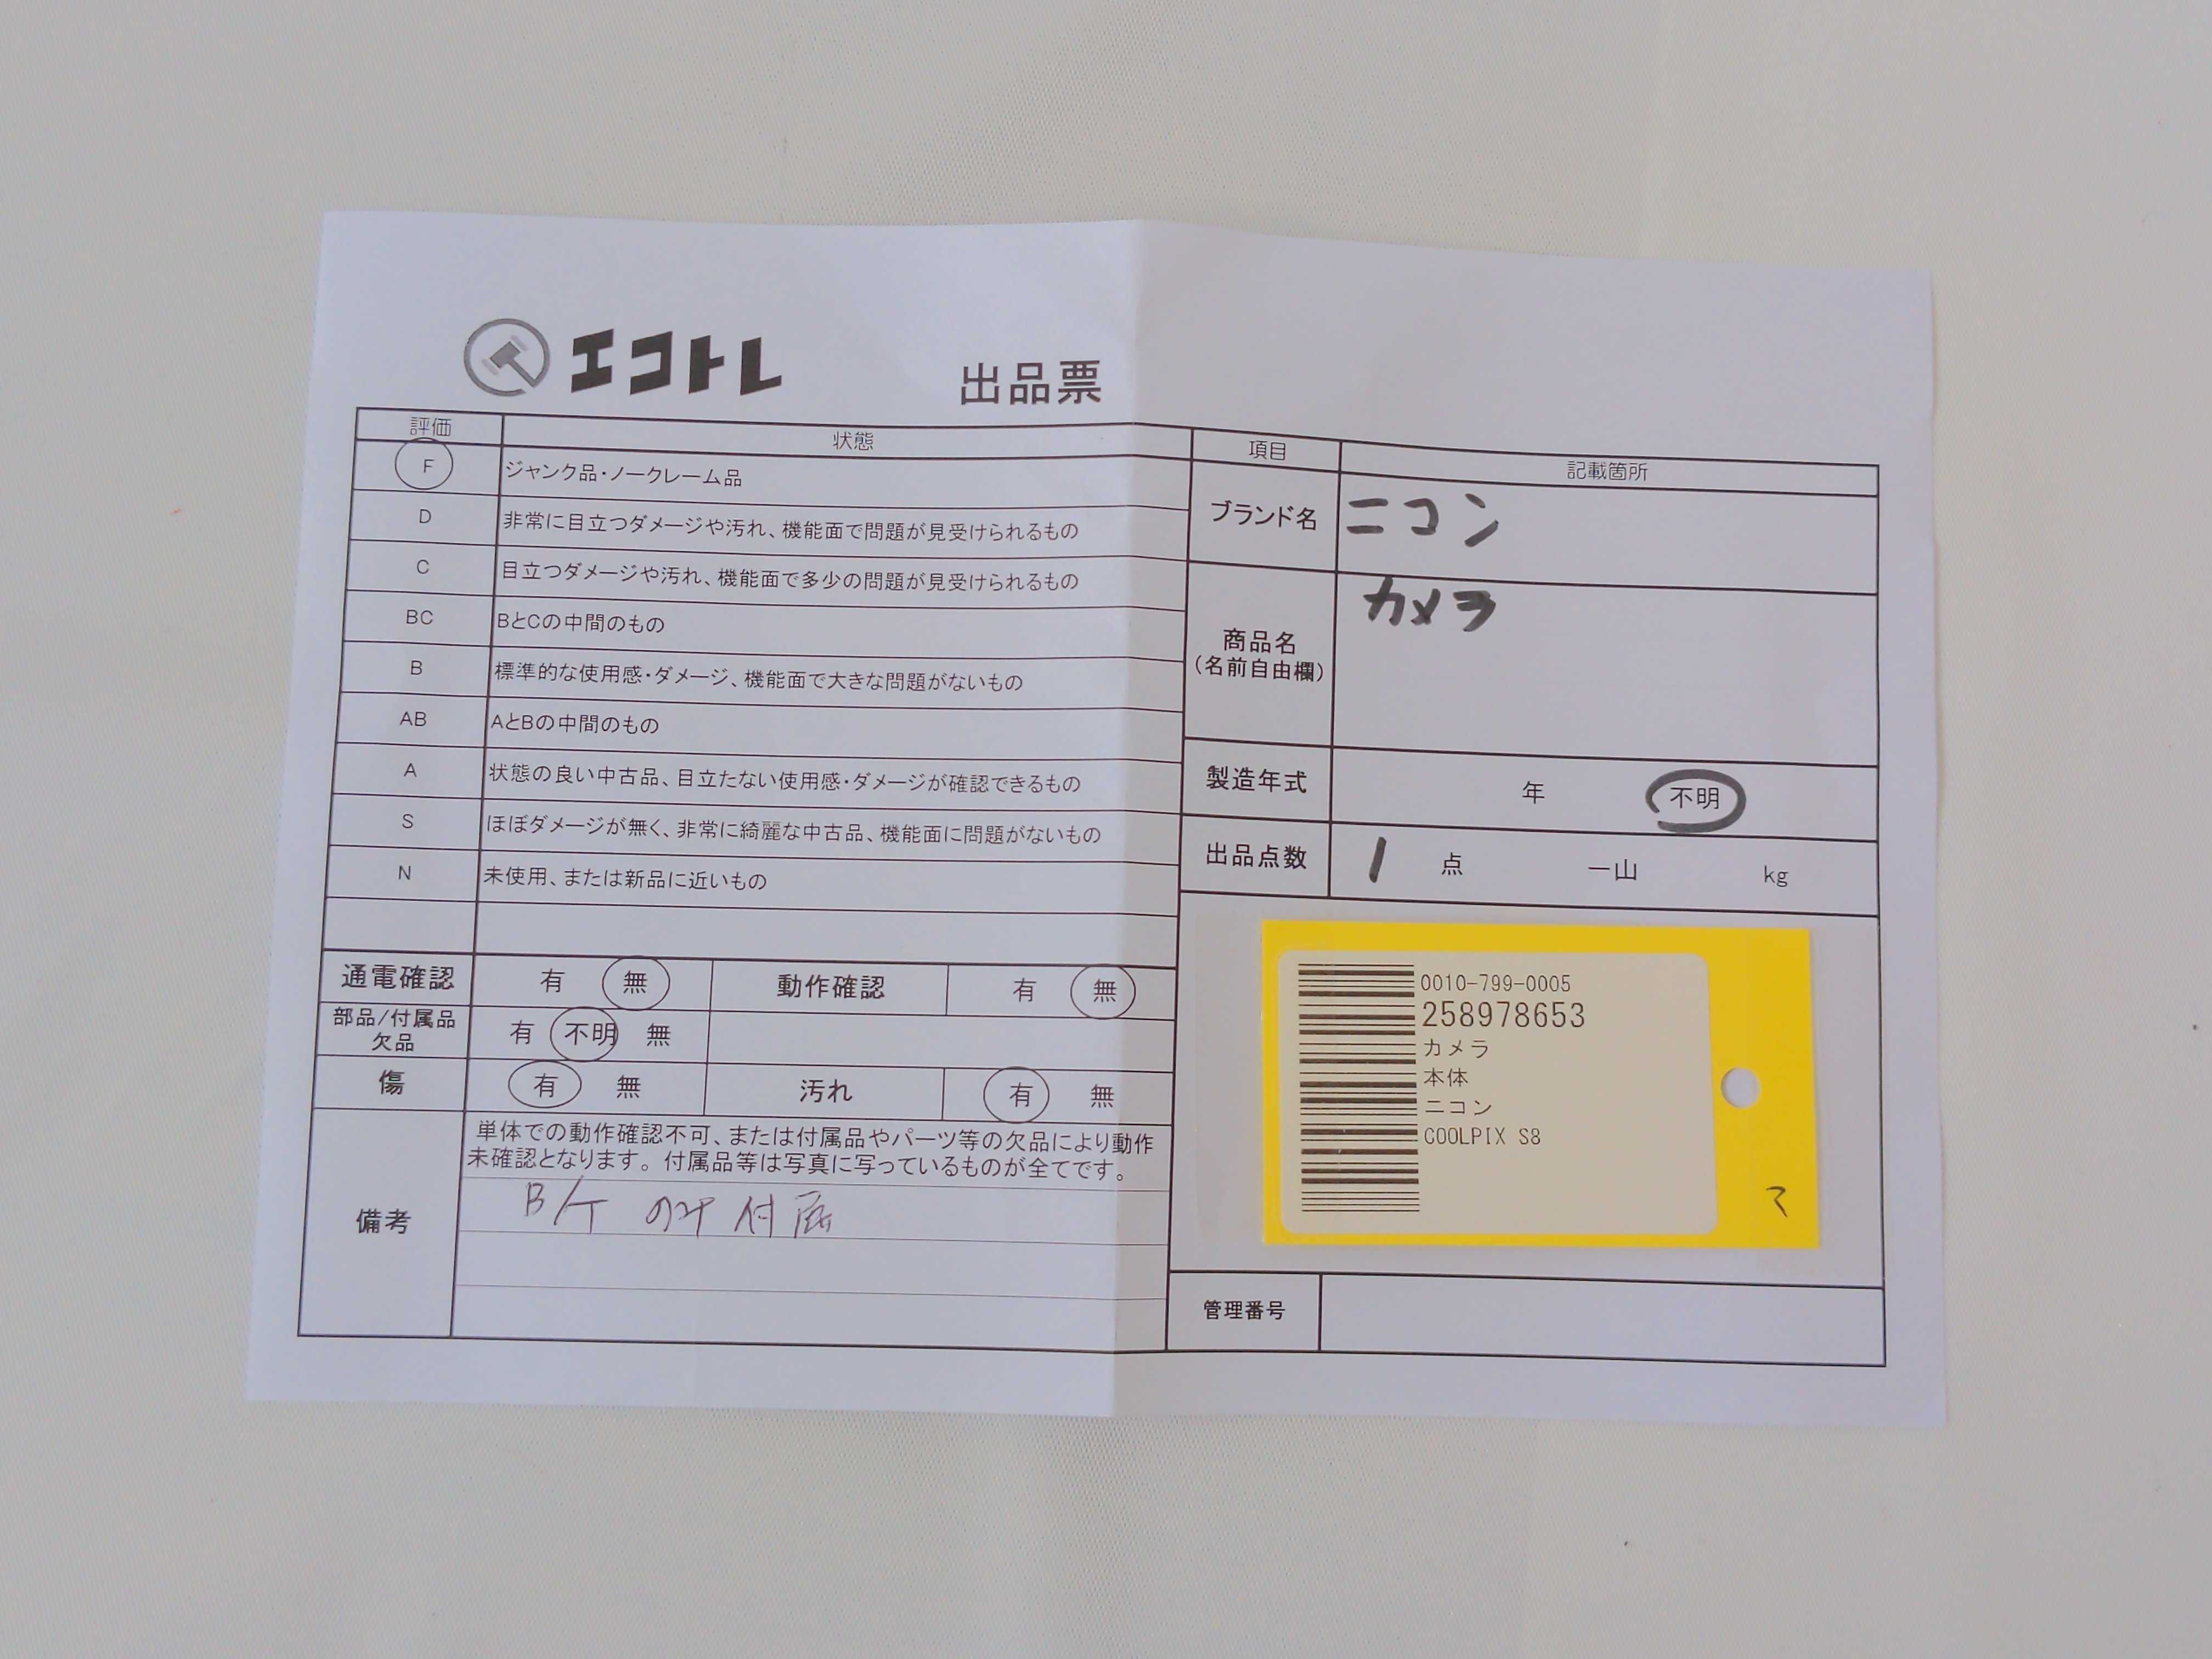 エコトレ 出品票
評価 状態
F ジャンク品・ノークレーム品
D 非常に目立つダメージや汚れ、機能面で問題が見受けられるもの
C 目立つダメージや汚れ、機能面で多少の問題が見受けられるもの
BC BとCの中間のもの
B 標準的な使用感・ダメージ、機能面で大きな問題がないもの
AB AとBの中間のもの
A 状態の良い中古品、目立たない使用感・ダメージが確認できるもの
S ほぼダメージが無く、非常に綺麗な中古品、機能面に問題がないもの
N 未使用、または新品に近いもの
通電確認 有 無 動作確認 有 無
部品/付属品
欠品
有 不明 無
傷 有 無 汚れ 有 無
備考
単体での動作確認不可、または付属品やパーツ等の欠品により動作
未確認となります。付属品等は写真に写っているものが全てです。
B/T のみ 付属
項目 記載箇所
ブランド名 ニコン
商品名
(名前自由欄)
カメラ
製造年式 年 不明
出品点数 1 点 一山 kg
0010-799-0005
258978653
カメラ
本体
ニコン
COOLPIX S8
管理番号